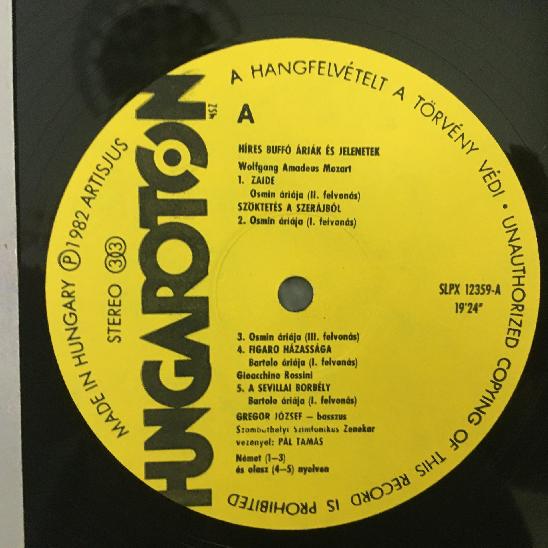 A HANGFELVÉTELT A TÖRVÉNY VÉDI • UNAUTHORIZED COPYING OF THIS RECORD IS PROHIBITED
MADE IN HUNGARY Ⓟ 1982 ARTISJUS
STEREO 33
HUNGAROTON
MSZ
A
HÍRES BUFFÓ ÁRIÁK ÉS JELENETEK
Wolfgang Amadeus Mozart
1. ZAIDE
Osmin áriája (II. felvonás)
SZÖKTETÉS A SZERÁJBÓL
2. Osmin áriája (I. felvonás)
SLPX 12359-A
19'24"
3. Osmin áriája (III. felvonás)
4. FIGARO HÁZASSÁGA
Bartolo áriája (I. felvonás)
Gioacchino Rossini
5. A SEVILLAI BORBÉLY
Bartolo áriája (I. felvonás)
GREGOR JÓZSEF – basszus
Szombathelyi Szimfonikus Zenekar
vezényel: PÁL TAMÁS
Német (1–3)
és olasz (4–5) nyelven